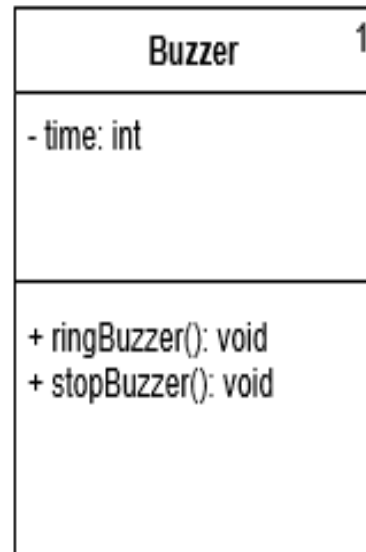 Buzzer 1
- time: int
+ ringBuzzer(): void
+ stopBuzzer(): void